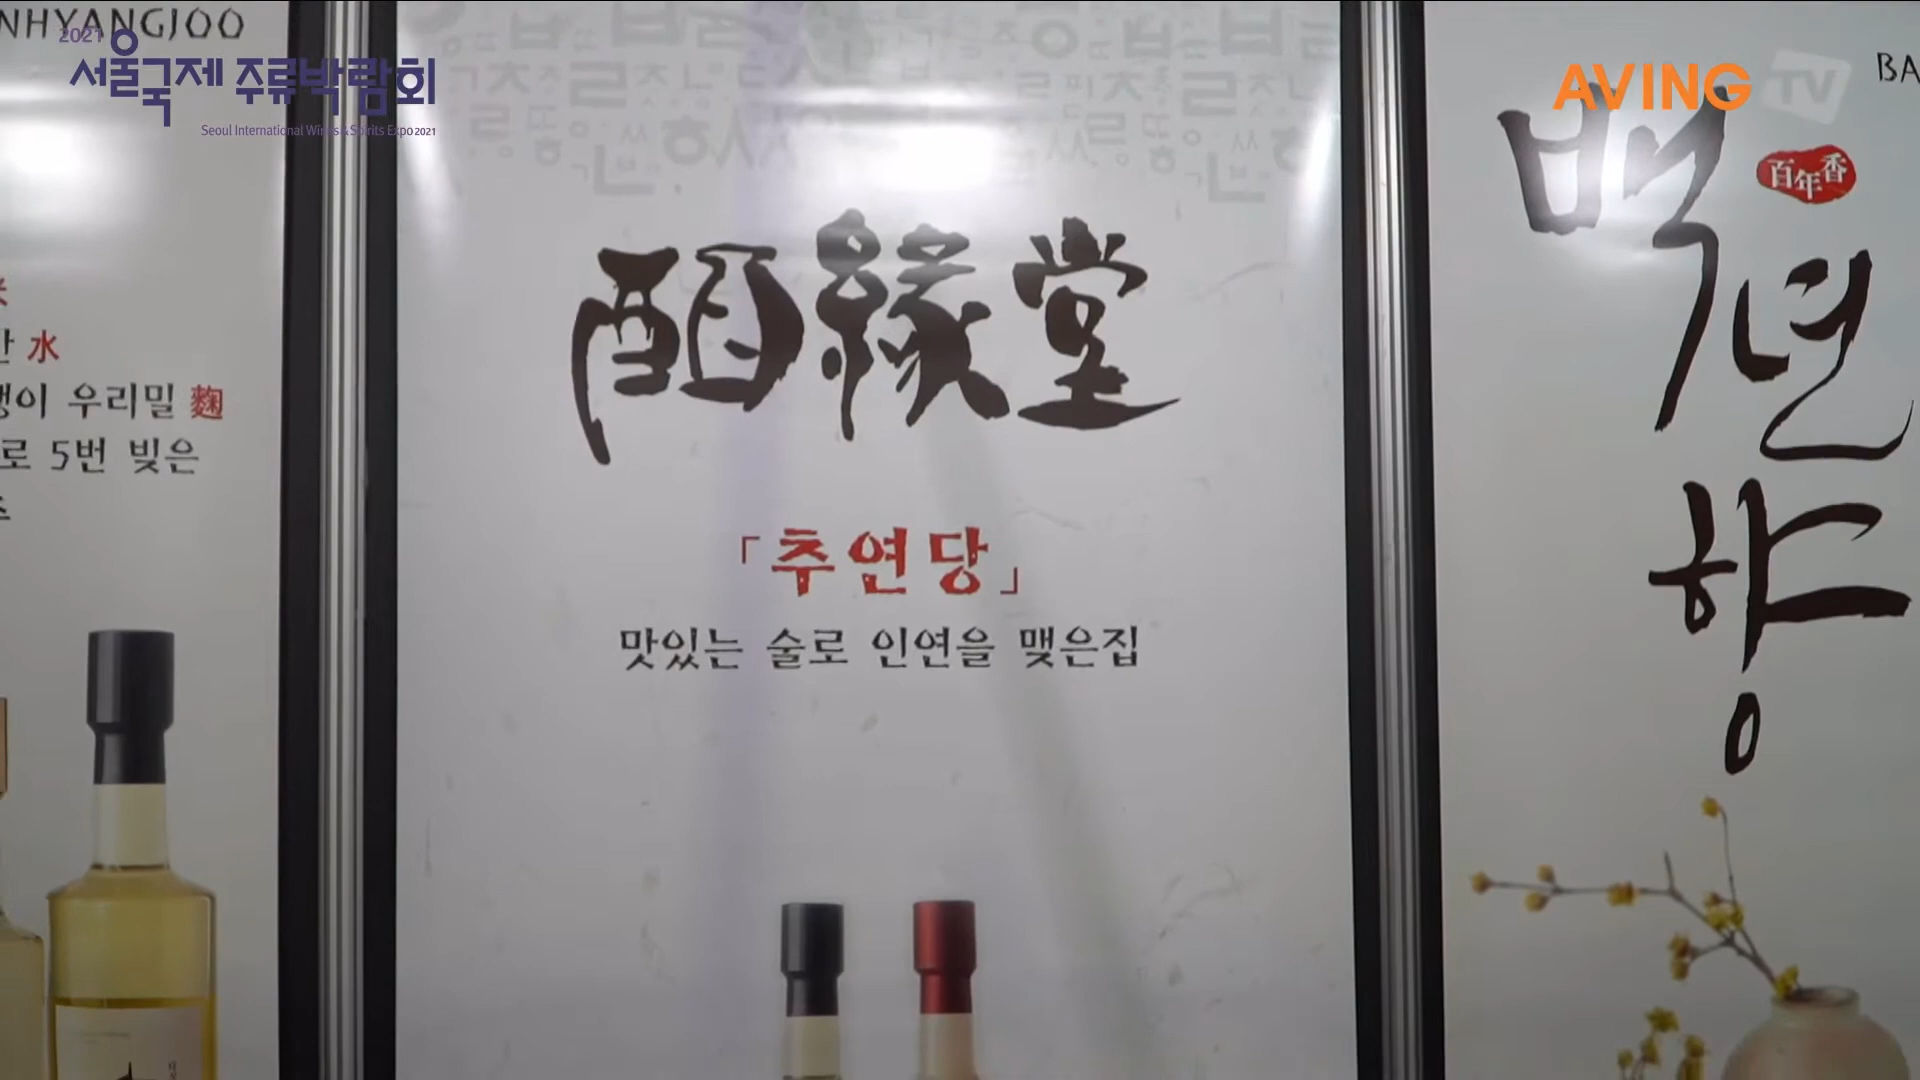 NHYANGJOO
2021
서울국제 주류박람회
Seoul International Wines & Spirits Expo 2021
水
이 우리밀 麴
로 5번 빚은
緣堂
「추연당」
맛있는 술로 인연을 맺은집
AVING TV
BA
百年香
백년향